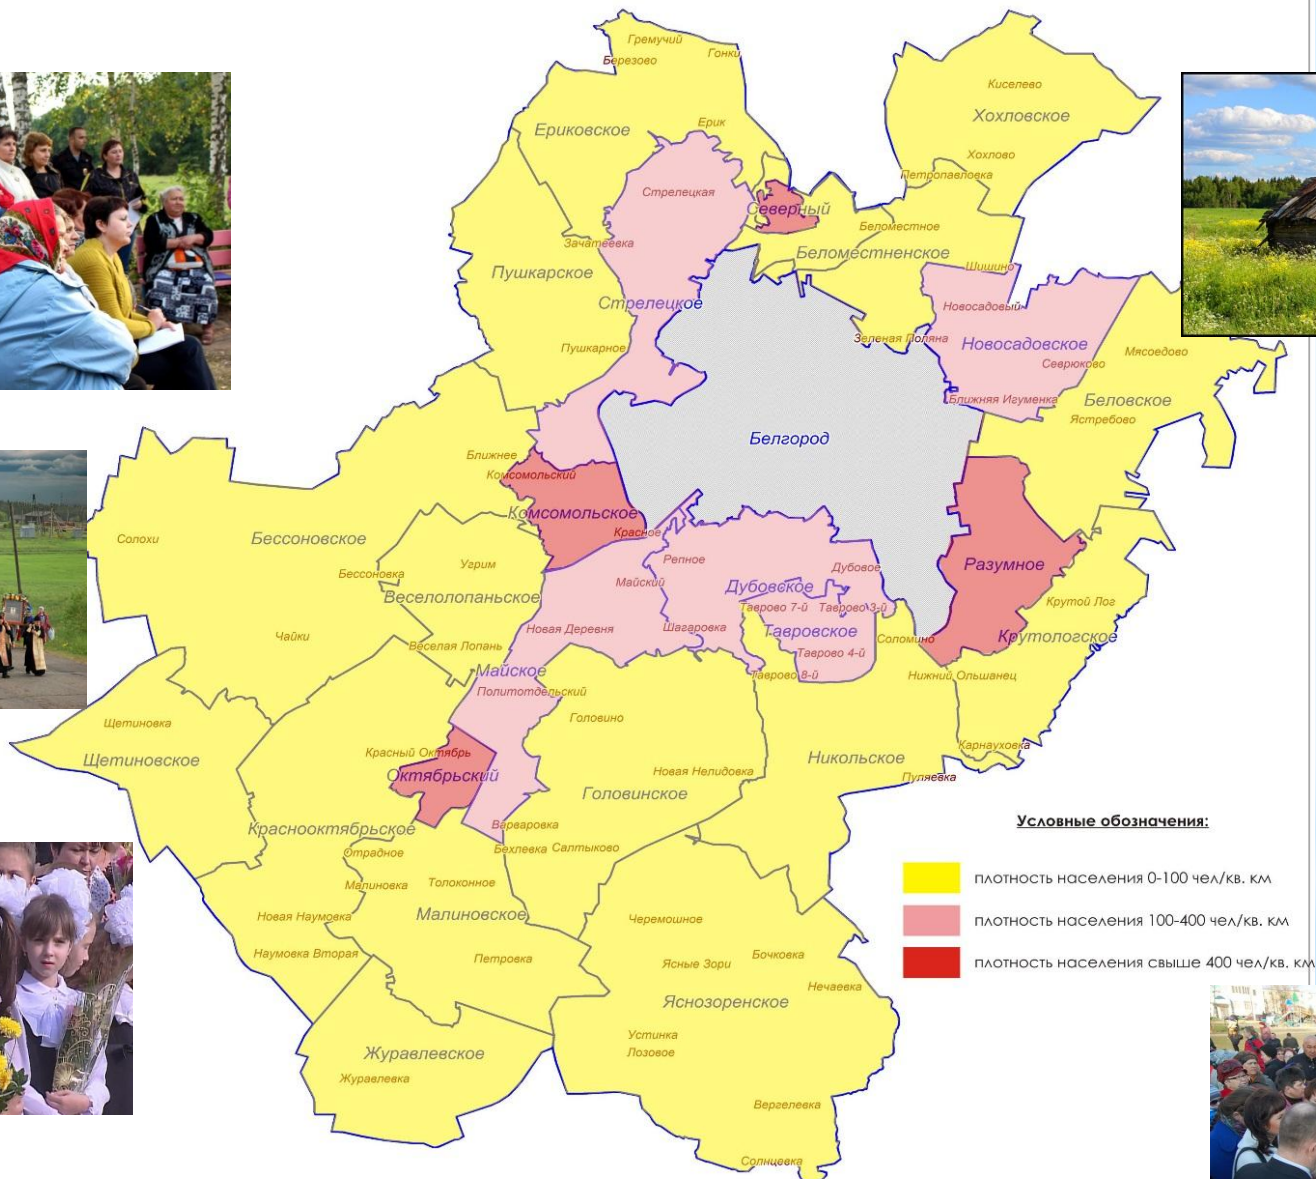 Гремучий
Гонки
Березово
Киселево
Хохловское
Ериковское
Ерик
Хохлово
Петропавловка
Стрелецкая
Северный
Беломестное
Зачатеевка
Беломестненское
Пушкарское
Шишино
Стрелецкое
Новосадовый
Зеленая Поляна
Новосадовское
Пушкарное
Мясоедово
Севрюково
Ближняя Игуменка
Беловское
Ястребово
Белгород
Ближнее
Комсомольский
Комсомольское
Красное
Солохи
Бессоновское
Репное
Угрим
Разумное
Бессоновка
Майский
Дубовское
Дубовое
Веселолопаньское
Крутой Лог
Таврово 7-й
Таврово 3-й
Новая Деревня
Шагаровка
Тавровское
Чайки
Соломино
Крутологское
Веселая Лопань
Таврово 4-й
Майское
Таврово 8-й
Нижний Ольшанец
Политотдельский
Щетиновка
Головино
Красный Октябрь
Карнауховка
Щетиновское
Никольское
Октябрьский
Новая Нелидовка
Пуляевка
Головинское
Краснооктябрьское
Варваровка
Отрадное
Бехлевка
Салтыково
Малиновка
Толоконное
Новая Наумовка
Малиновское
Черемошное
Наумовка Вторая
Петровка
Ясные Зори
Бочковка
Нечаевка
Яснозоренское
Устинка
Журавлевское
Лозовое
Журавлевка
Вергелевка
Солнцевка
Условные обозначения:
плотность населения 0-100 чел/кв. км
плотность населения 100-400 чел/кв. км
плотность населения свыше 400 чел/кв. км